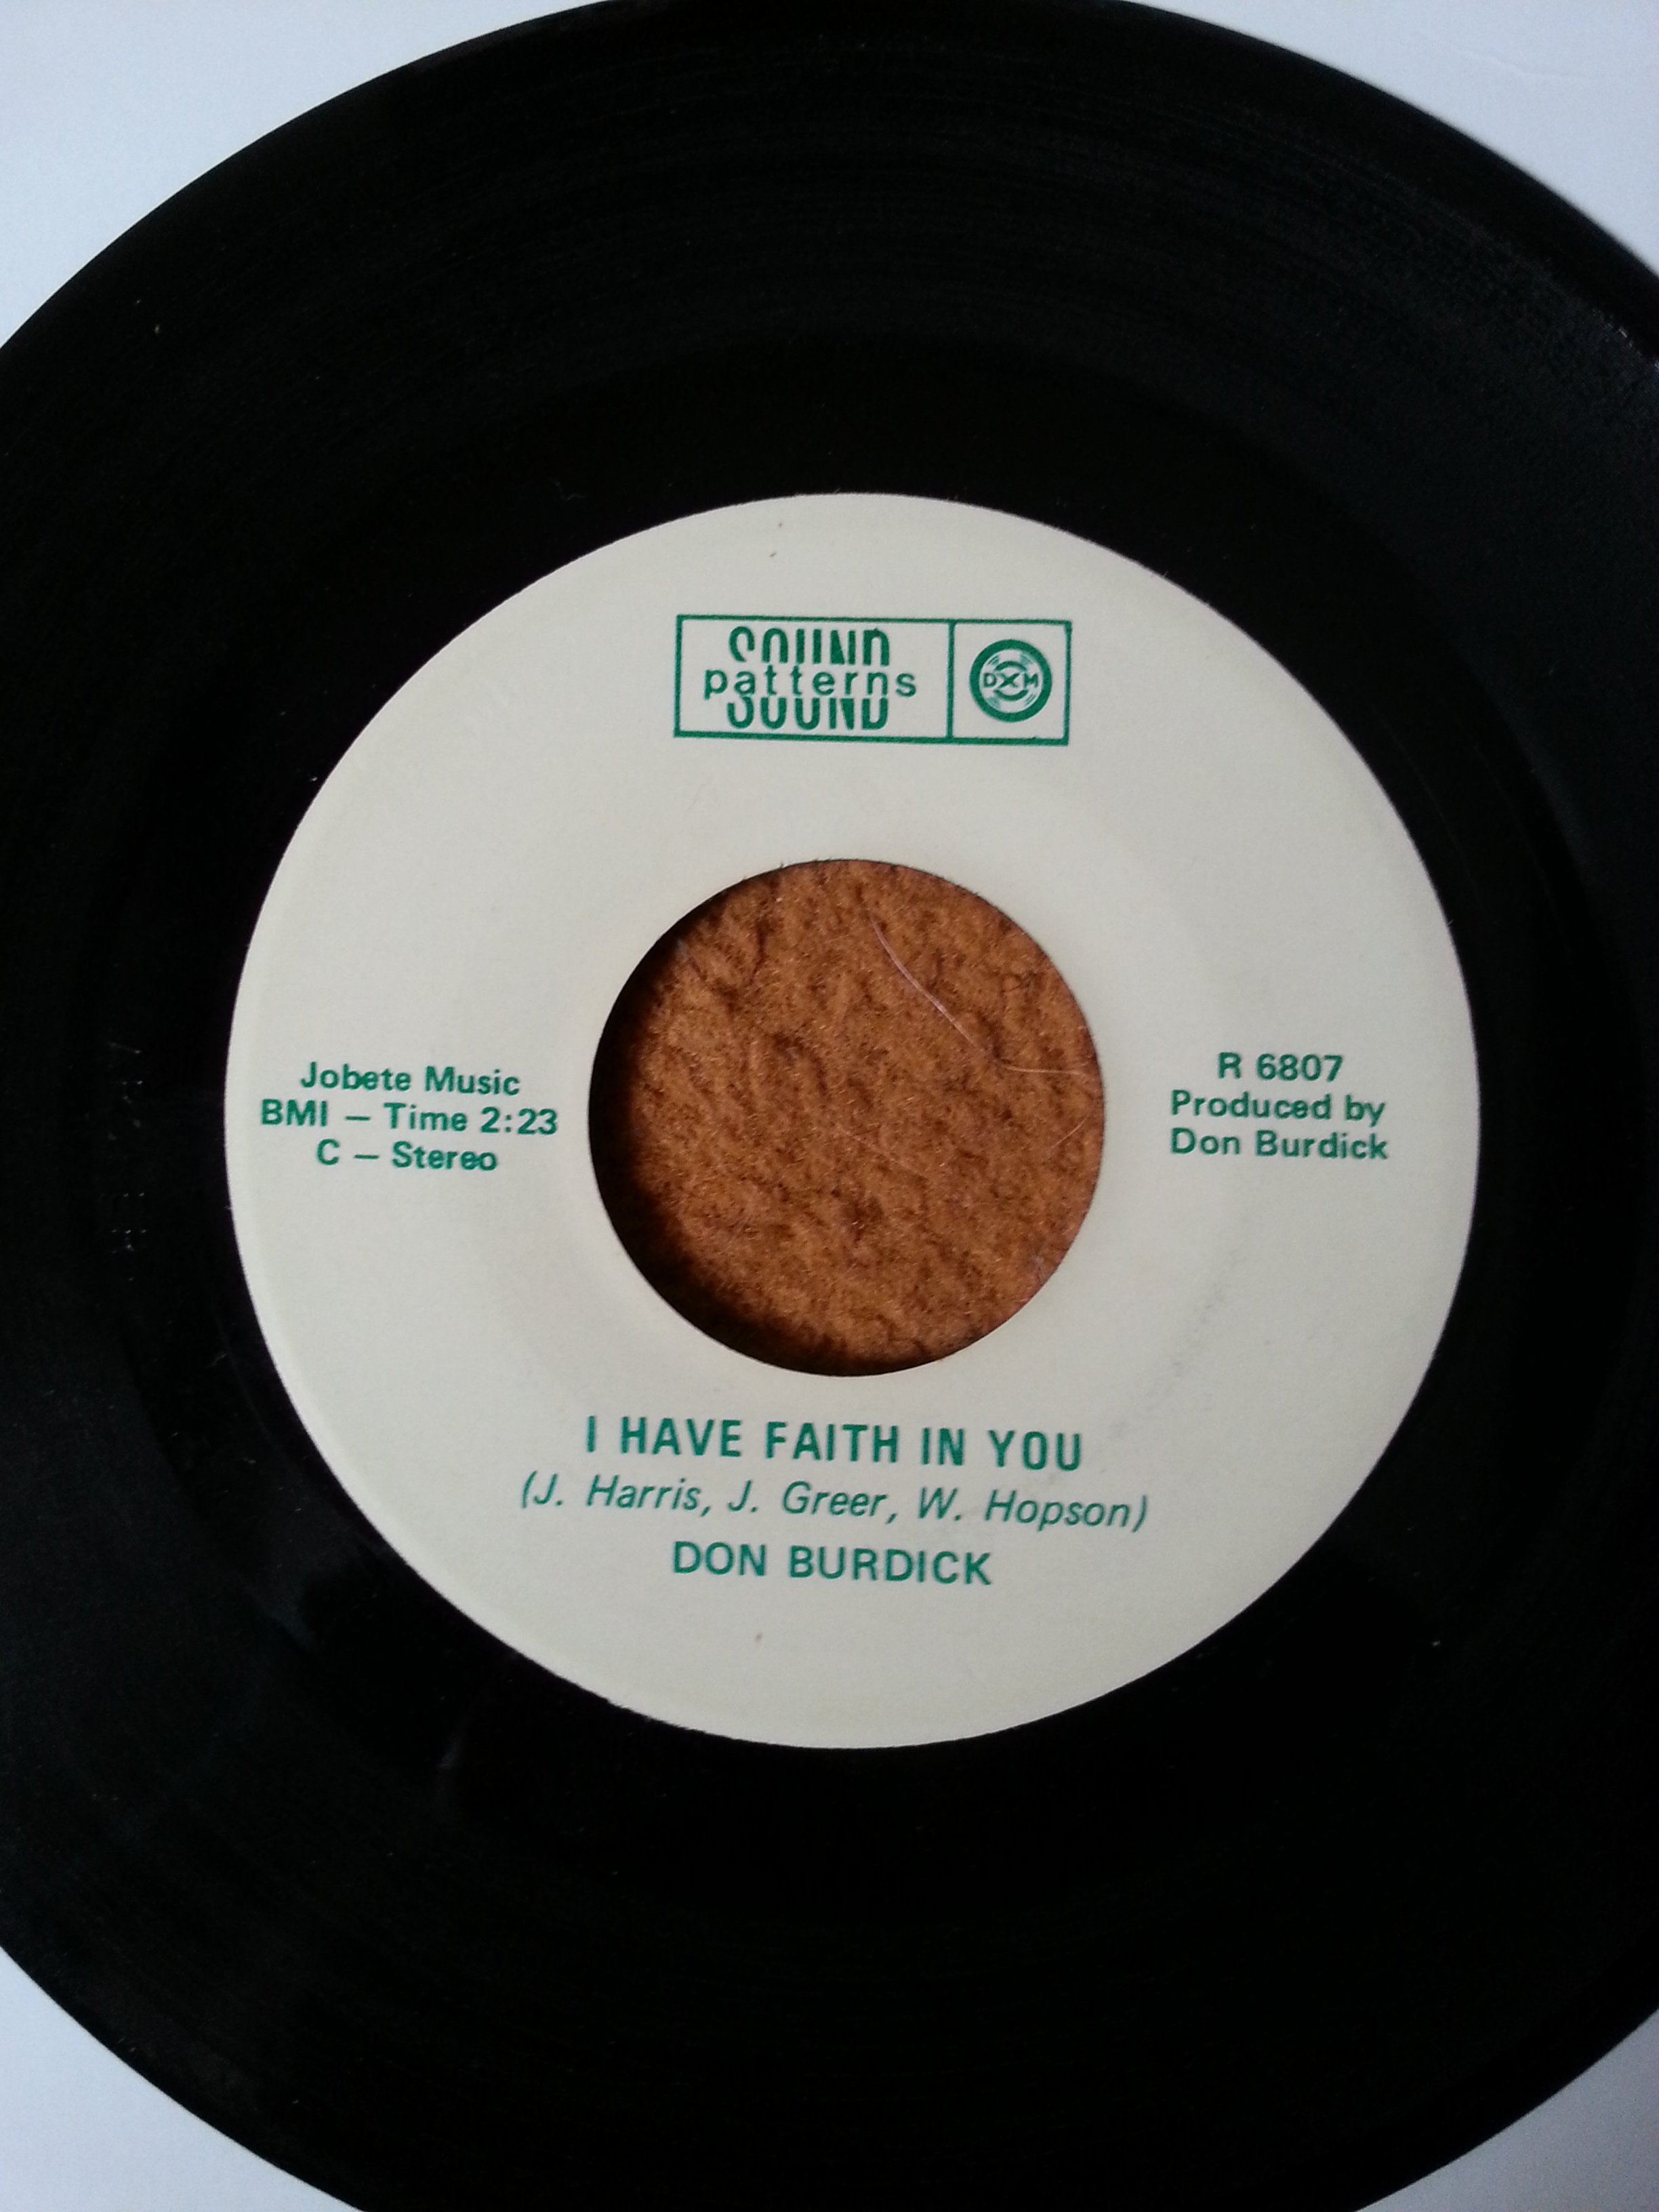 SOUND
patterns
SOUND
DXM
Jobete Music
BMI – Time 2:23
C – Stereo
R 6807
Produced by
Don Burdick
I HAVE FAITH IN YOU
(J. Harris, J. Greer, W. Hopson)
DON BURDICK